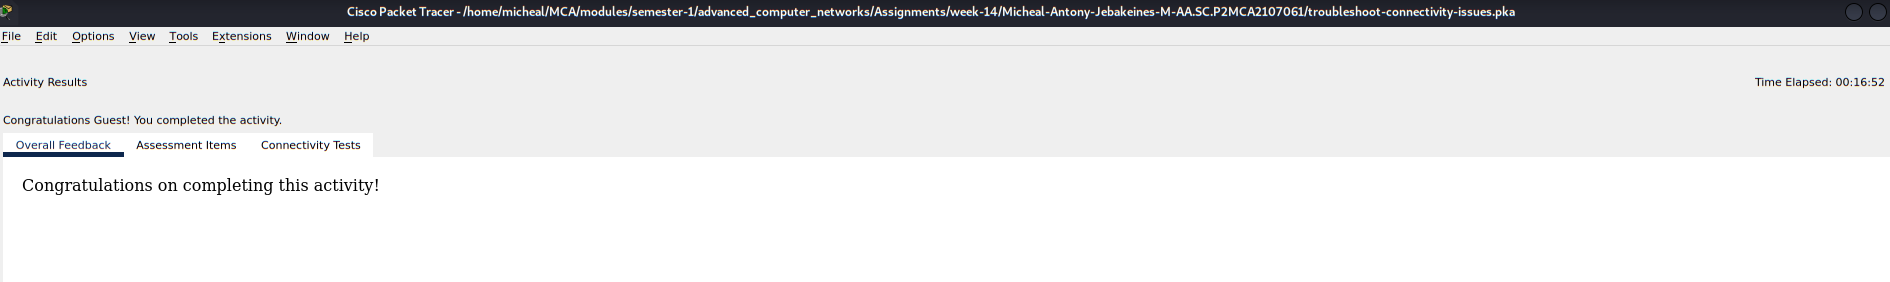 Cisco Packet Tracer - /home/micheal/MCA/modules/semester-1/advanced_computer_networks/Assignments/week-14/Micheal-Antony-Jebakeines-M-AA.SC.P2MCA2107061/troubleshoot-connectivity-issues.pka
File Edit Options View Tools Extensions Window Help
Activity Results Time Elapsed: 00:16:52
Congratulations Guest! You completed the activity.
Overall Feedback Assessment Items Connectivity Tests
Congratulations on completing this activity!